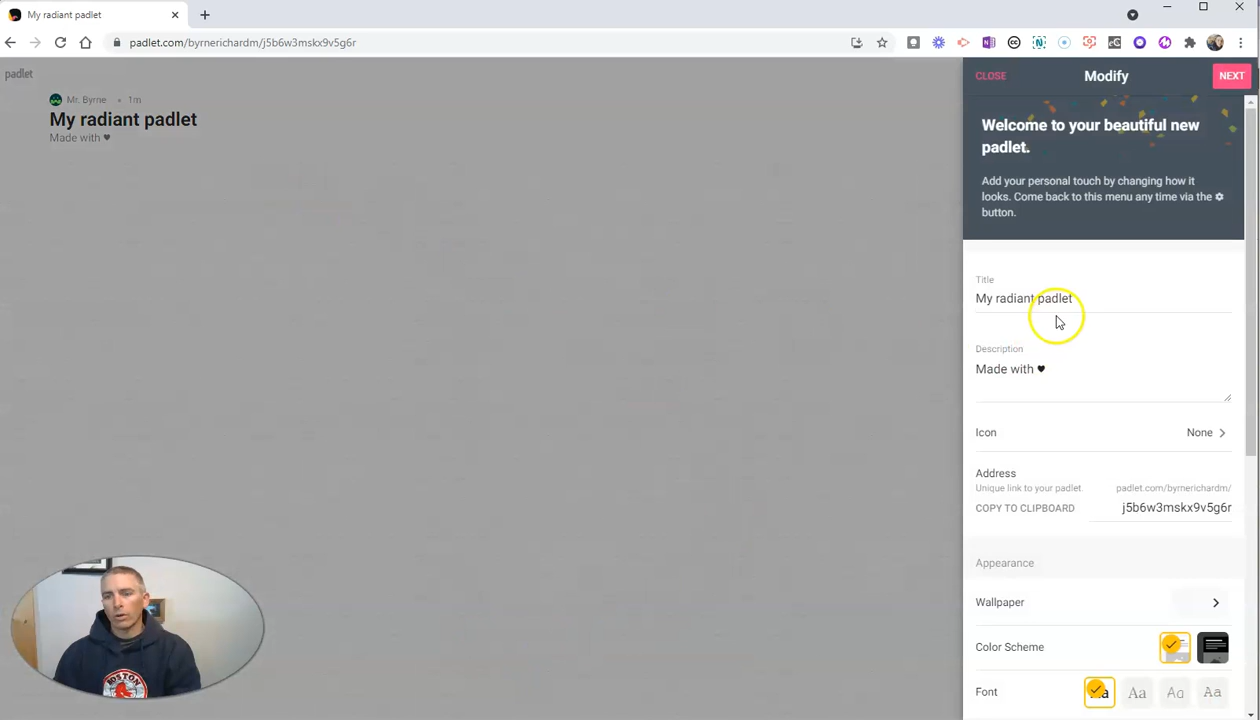 My radiant padlet
padlet.com/byrnerichardm/j5b6w3mskx9v5g6r
padlet
Mr. Byrne • 1m
My radiant padlet
Made with ♥
CLOSE
Modify
NEXT
Welcome to your beautiful new
padlet.
Add your personal touch by changing how it
looks. Come back to this menu any time via the ⚙
button.
Title
My radiant padlet
Description
Made with ♥
Icon
None
Address
Unique link to your padlet
padlet.com/byrnerichardm/
COPY TO CLIPBOARD
j5b6w3mskx9v5g6r
Appearance
Wallpaper
Color Scheme
Font
Aa
Aa
Aa
BOSTON